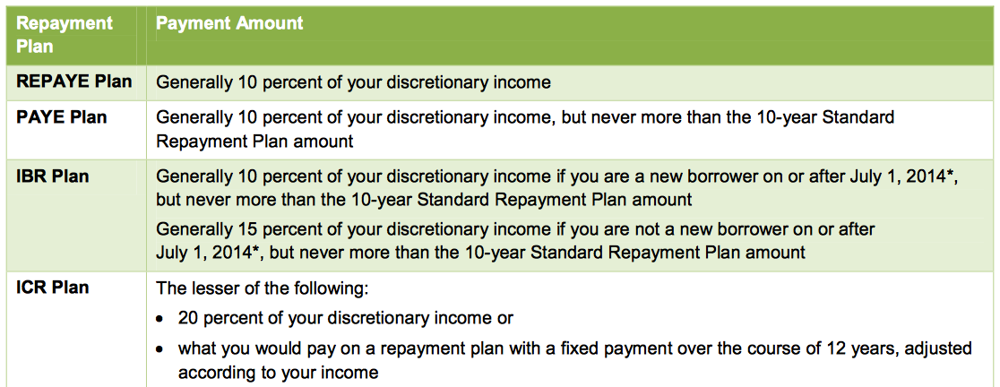 Repayment Plan
Payment Amount
REPAYE Plan
Generally 10 percent of your discretionary income
PAYE Plan
Generally 10 percent of your discretionary income, but never more than the 10-year Standard
Repayment Plan amount
IBR Plan
Generally 10 percent of your discretionary income if you are a new borrower on or after July 1, 2014*,
but never more than the 10-year Standard Repayment Plan amount
Generally 15 percent of your discretionary income if you are not a new borrower on or after
July 1, 2014*, but never more than the 10-year Standard Repayment Plan amount
ICR Plan
The lesser of the following:
• 20 percent of your discretionary income or
• what you would pay on a repayment plan with a fixed payment over the course of 12 years, adjusted
according to your income